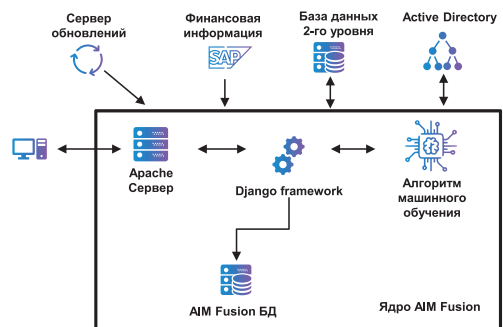 Сервер
обновлений
Финансовая
информация
SAP
База данных
2-го уровня
Active Directory
Apache
Сервер
Django framework
Алгоритм
машинного
обучения
AIM Fusion БД
Ядро AIM Fusion